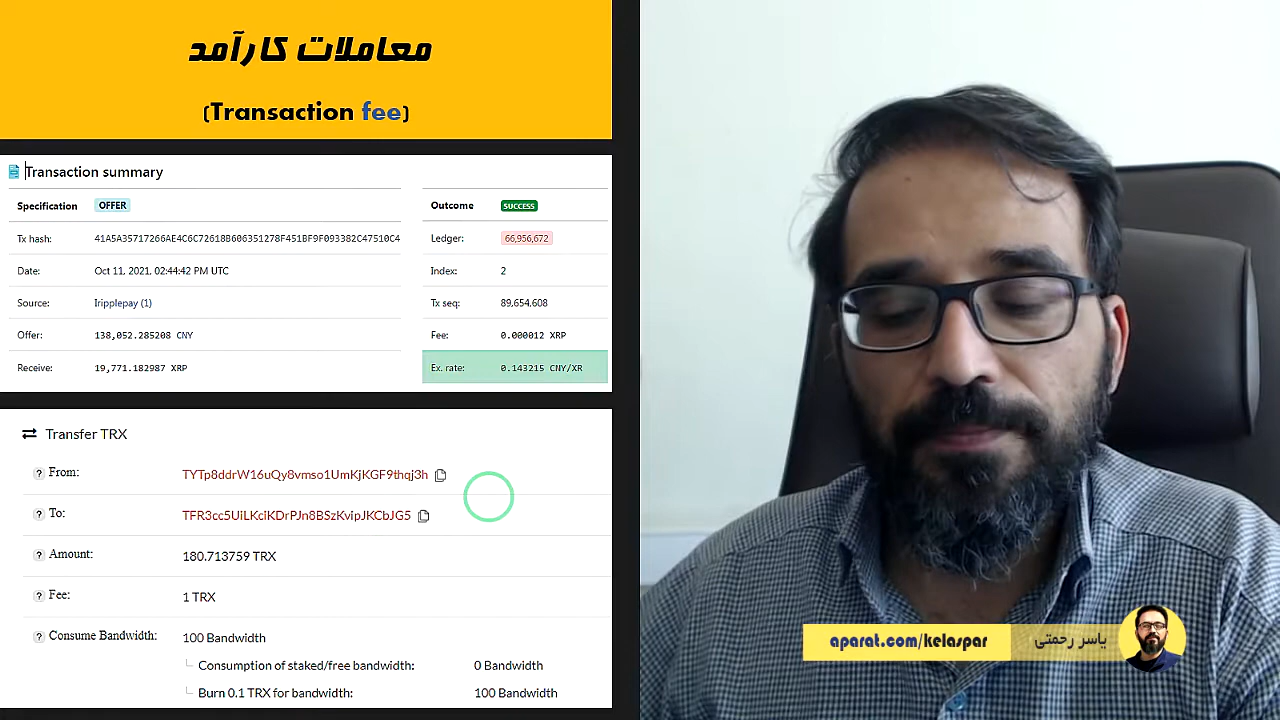 معاملات کارآمد
(Transaction fee)
Transaction summary
Specification OFFER
Tx hash: 41A5A35717266AE4C6C72618B606351278F451BF9F093382C47510C4
Date: Oct 11, 2021, 02:44:42 PM UTC
Source: Iripplepay (1)
Offer: 138,052.285208 CNY
Receive: 19,771.182987 XRP
Outcome SUCCESS
Ledger: 66,956,672
Index: 2
Tx seq: 89,654,608
Fee: 0.000012 XRP
Ex. rate: 0.143215 CNY/XR
Transfer TRX
? From: TYTp8ddrW16uQy8vmso1UmKjKGF9thqj3h
? To: TFR3cc5UiLKciKDrPJn8BSzKvipJKCbJG5
? Amount: 180.713759 TRX
? Fee: 1 TRX
? Consume Bandwidth: 100 Bandwidth
Consumption of staked/free bandwidth: 0 Bandwidth
Burn 0.1 TRX for bandwidth: 100 Bandwidth
aparat.com/kelaspar
یاسر رحمتی